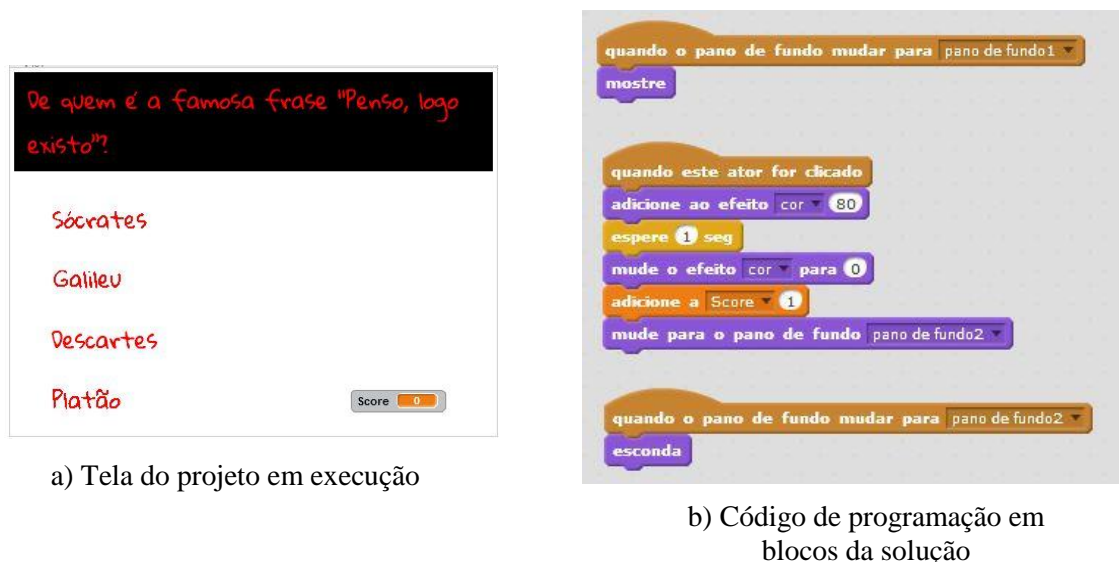 De quem é a famosa frase "Penso, logo
existo"?
Sócrates
Galileu
Descartes
Platão
Score 0
a) Tela do projeto em execução
quando o pano de fundo mudar para pano de fundo1
mostre
quando este ator for clicado
adicione ao efeito cor 80
espere 1 seg
mude o efeito cor para 0
adicione a Score 1
mude para o pano de fundo pano de fundo2
quando o pano de fundo mudar para pano de fundo2
esconda
b) Código de programação em
blocos da solução